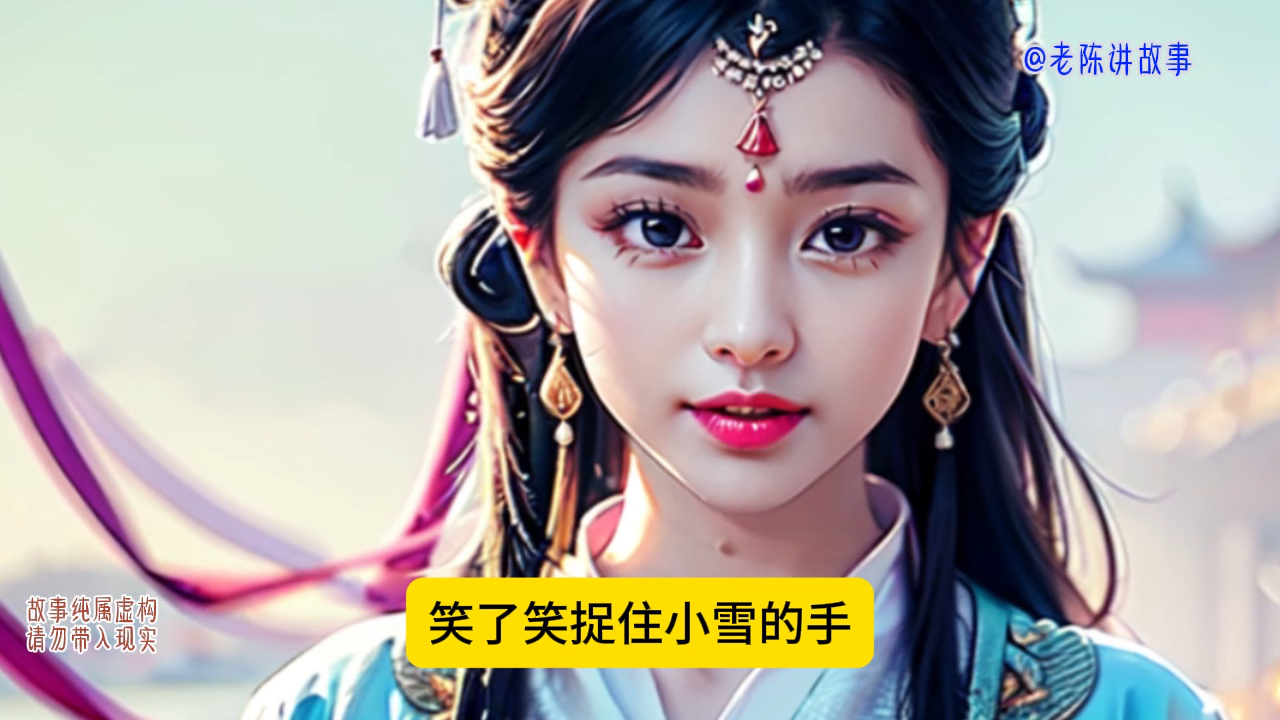 @老陈讲故事
故事纯属虚构
请勿带入现实
笑了笑捉住小雪的手